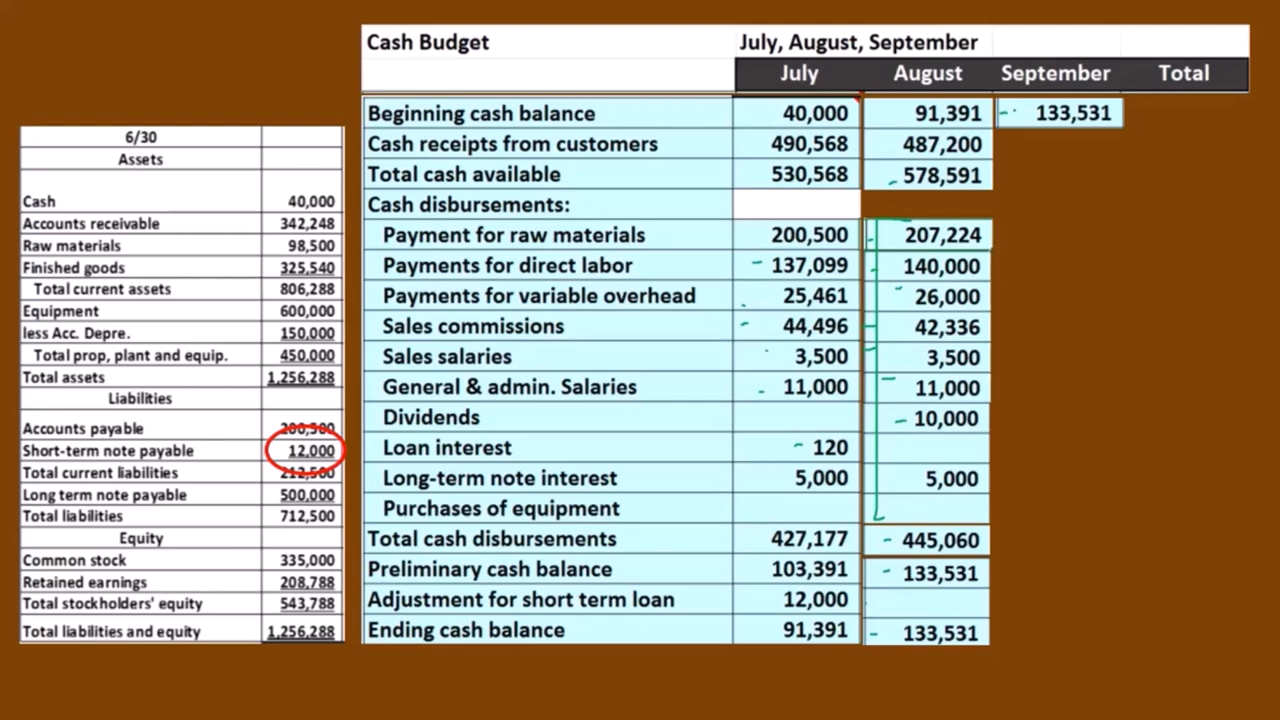 Cash Budget July, August, September
July August September Total
Beginning cash balance 40,000 91,391 133,531
Cash receipts from customers 490,568 487,200
Total cash available 530,568 578,591
Cash disbursements:
Payment for raw materials 200,500 207,224
Payments for direct labor 137,099 140,000
Payments for variable overhead 25,461 26,000
Sales commissions 44,496 42,336
Sales salaries 3,500 3,500
General & admin. Salaries 11,000 11,000
Dividends 10,000
Loan interest 120
Long-term note interest 5,000 5,000
Purchases of equipment
Total cash disbursements 427,177 445,060
Preliminary cash balance 103,391 133,531
Adjustment for short term loan 12,000
Ending cash balance 91,391 133,531
6/30
Assets
Cash 40,000
Accounts receivable 342,248
Raw materials 98,500
Finished goods 325,540
Total current assets 806,288
Equipment 600,000
less Acc. Depre. 150,000
Total prop, plant and equip. 450,000
Total assets 1,256,288
Liabilities
Accounts payable 200,500
Short-term note payable 12,000
Total current liabilities 212,500
Long term note payable 500,000
Total liabilities 712,500
Equity
Common stock 335,000
Retained earnings 208,788
Total stockholders' equity 543,788
Total liabilities and equity 1,256,288